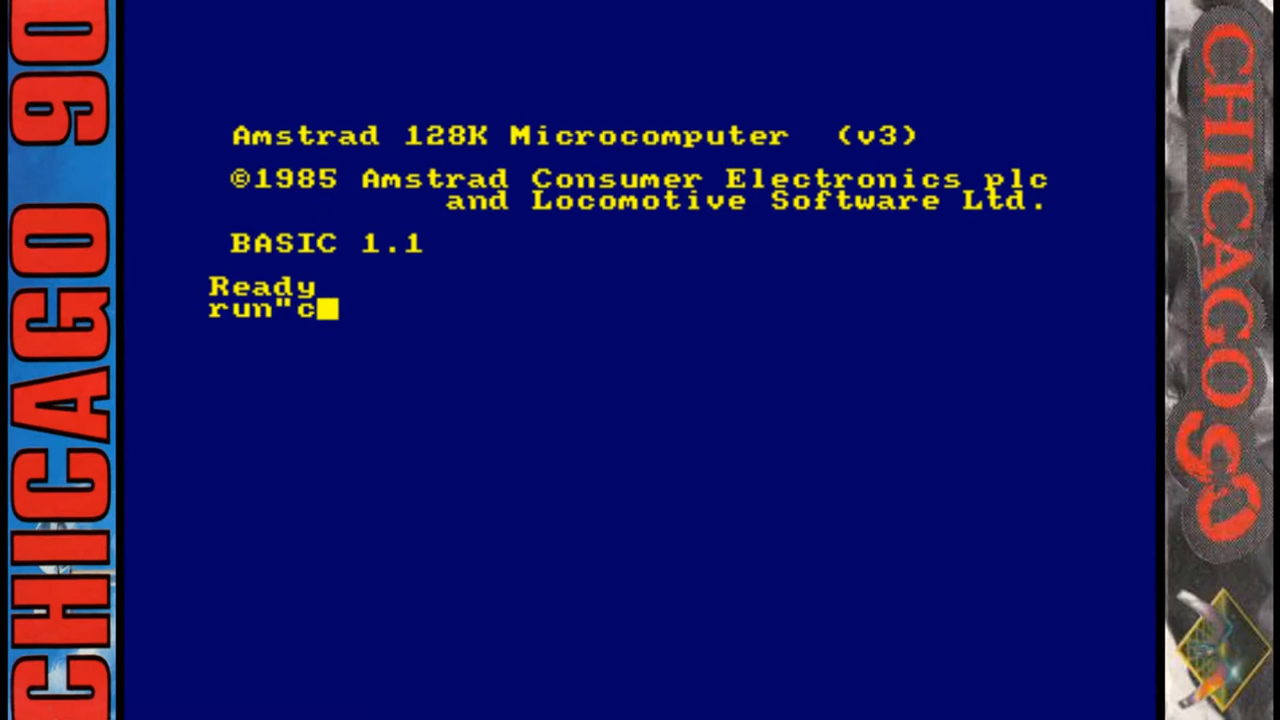 CHICAGO 90
Amstrad 128K Microcomputer (v3)
©1985 Amstrad Consumer Electronics plc
and Locomotive Software Ltd.
BASIC 1.1
Ready
run"c
CHICAGO 90